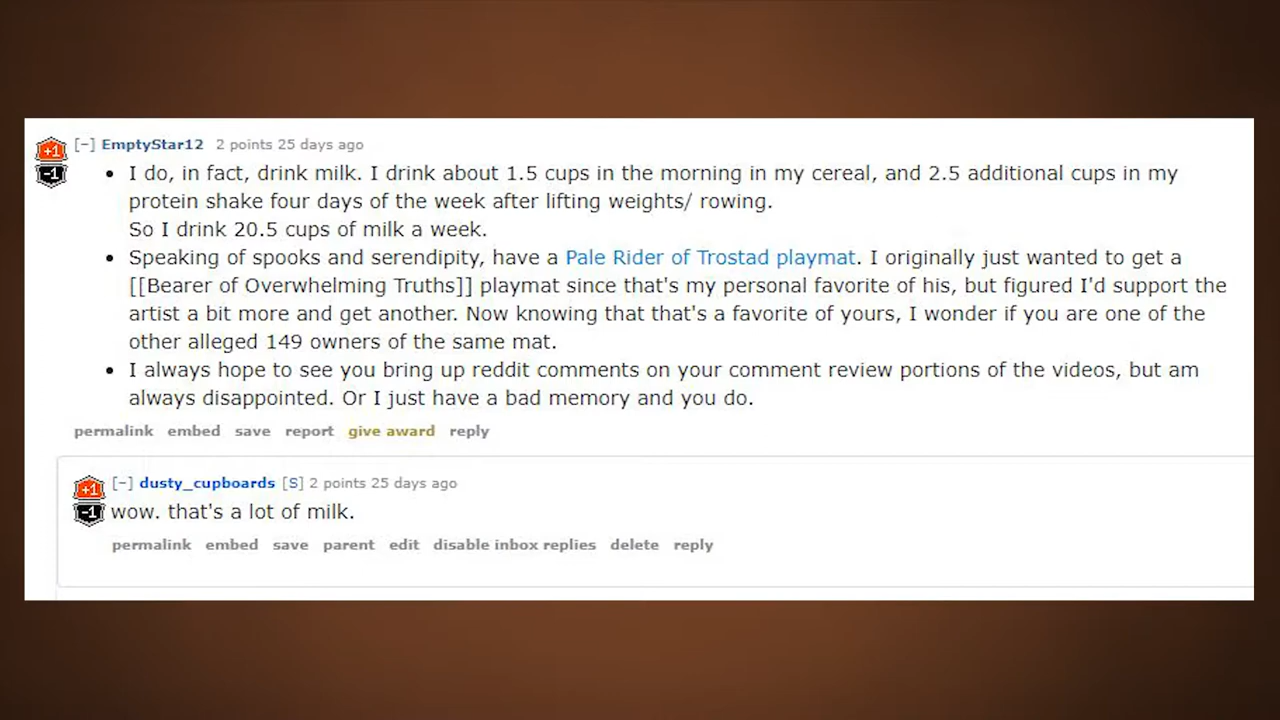 +1 [−] EmptyStar12 2 points 25 days ago
-1
• I do, in fact, drink milk. I drink about 1.5 cups in the morning in my cereal, and 2.5 additional cups in my
protein shake four days of the week after lifting weights/ rowing.
So I drink 20.5 cups of milk a week.
• Speaking of spooks and serendipity, have a Pale Rider of Trostad playmat. I originally just wanted to get a
[[Bearer of Overwhelming Truths]] playmat since that's my personal favorite of his, but figured I'd support the
artist a bit more and get another. Now knowing that that's a favorite of yours, I wonder if you are one of the
other alleged 149 owners of the same mat.
• I always hope to see you bring up reddit comments on your comment review portions of the videos, but am
always disappointed. Or I just have a bad memory and you do.
permalink embed save report give award reply
+1 [−] dusty_cupboards [S] 2 points 25 days ago
-1 wow. that's a lot of milk.
permalink embed save parent edit disable inbox replies delete reply